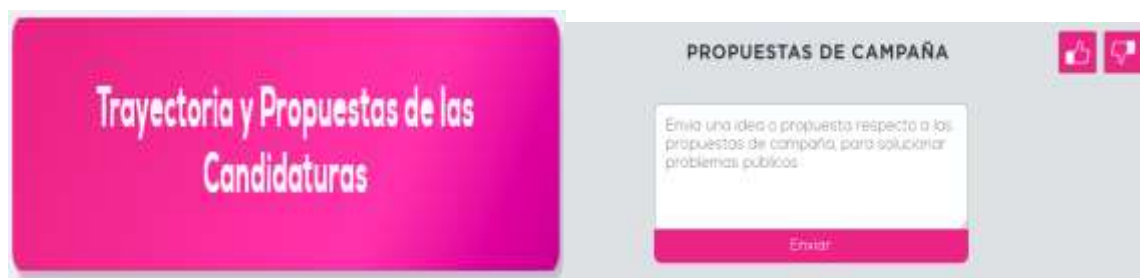 Trayectoria y Propuestas de las
Candidaturas
PROPUESTAS DE CAMPAÑA
Envia una idea o propuesta respecto a las
propuestas de campaña, para solucionar
problemas públicos
Enviar